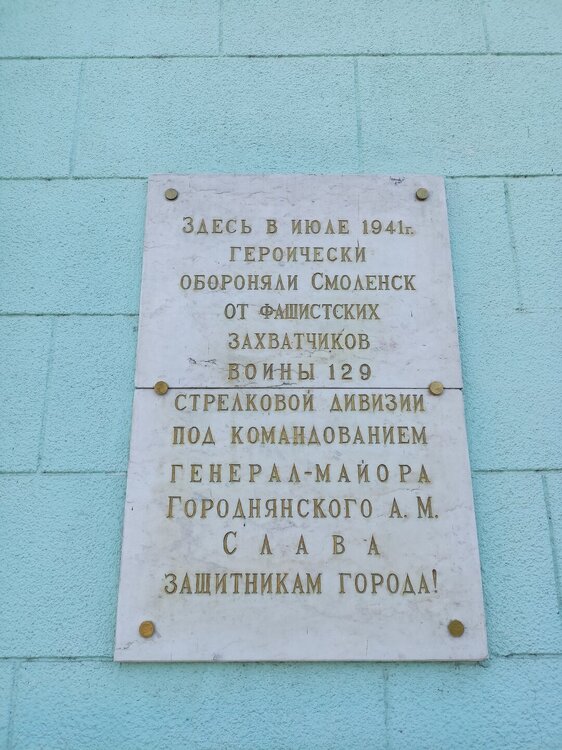 Здесь в июле 1941г.
героически
обороняли Смоленск
от фашистских
захватчиков
воины 129
стрелковой дивизии
под командованием
генерал-майора
Городнянского А. М.
Слава
защитникам города!